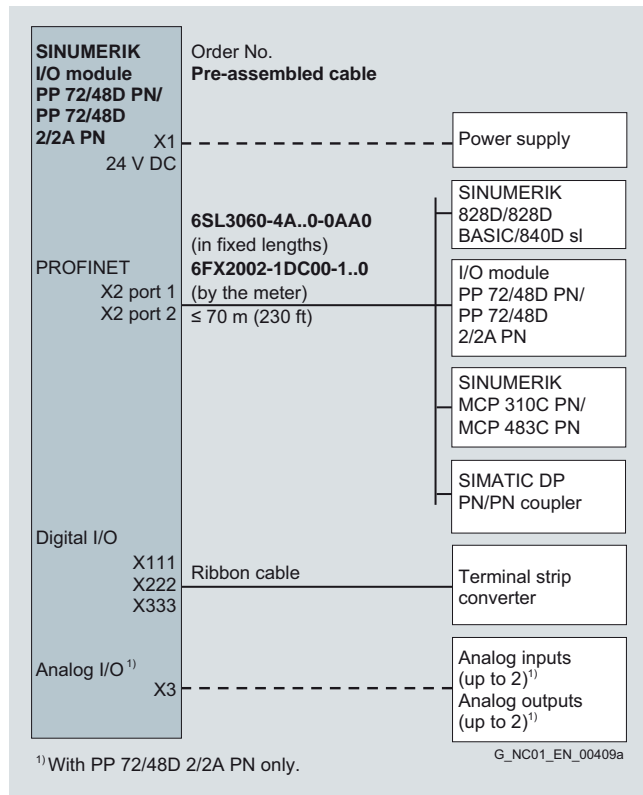 SINUMERIK
I/O module
PP 72/48D PN/
PP 72/48D
2/2A PN
X1
24 V DC
Order No.
Pre-assembled cable
Power supply
PROFINET
X2 port 1
X2 port 2
6SL3060-4A..0-0AA0
(in fixed lengths)
6FX2002-1DC00-1..0
(by the meter)
≤ 70 m (230 ft)
SINUMERIK
828D/828D
BASIC/840D sl
I/O module
PP 72/48D PN/
PP 72/48D
2/2A PN
SINUMERIK
MCP 310C PN/
MCP 483C PN
SIMATIC DP
PN/PN coupler
Digital I/O
X111
X222
X333
Ribbon cable
Terminal strip
converter
Analog I/O 1)
X3
Analog inputs
(up to 2)1)
Analog outputs
(up to 2)1)
1) With PP 72/48D 2/2A PN only.
G_NC01_EN_00409a